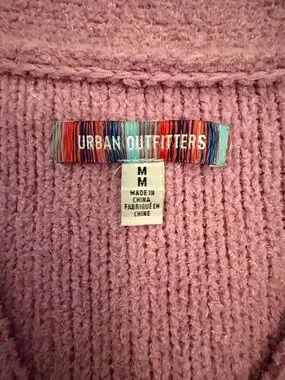 URBAN OUTFITTERS
M
M
MADE IN
CHINA
FABRIQUÉ EN
CHINE